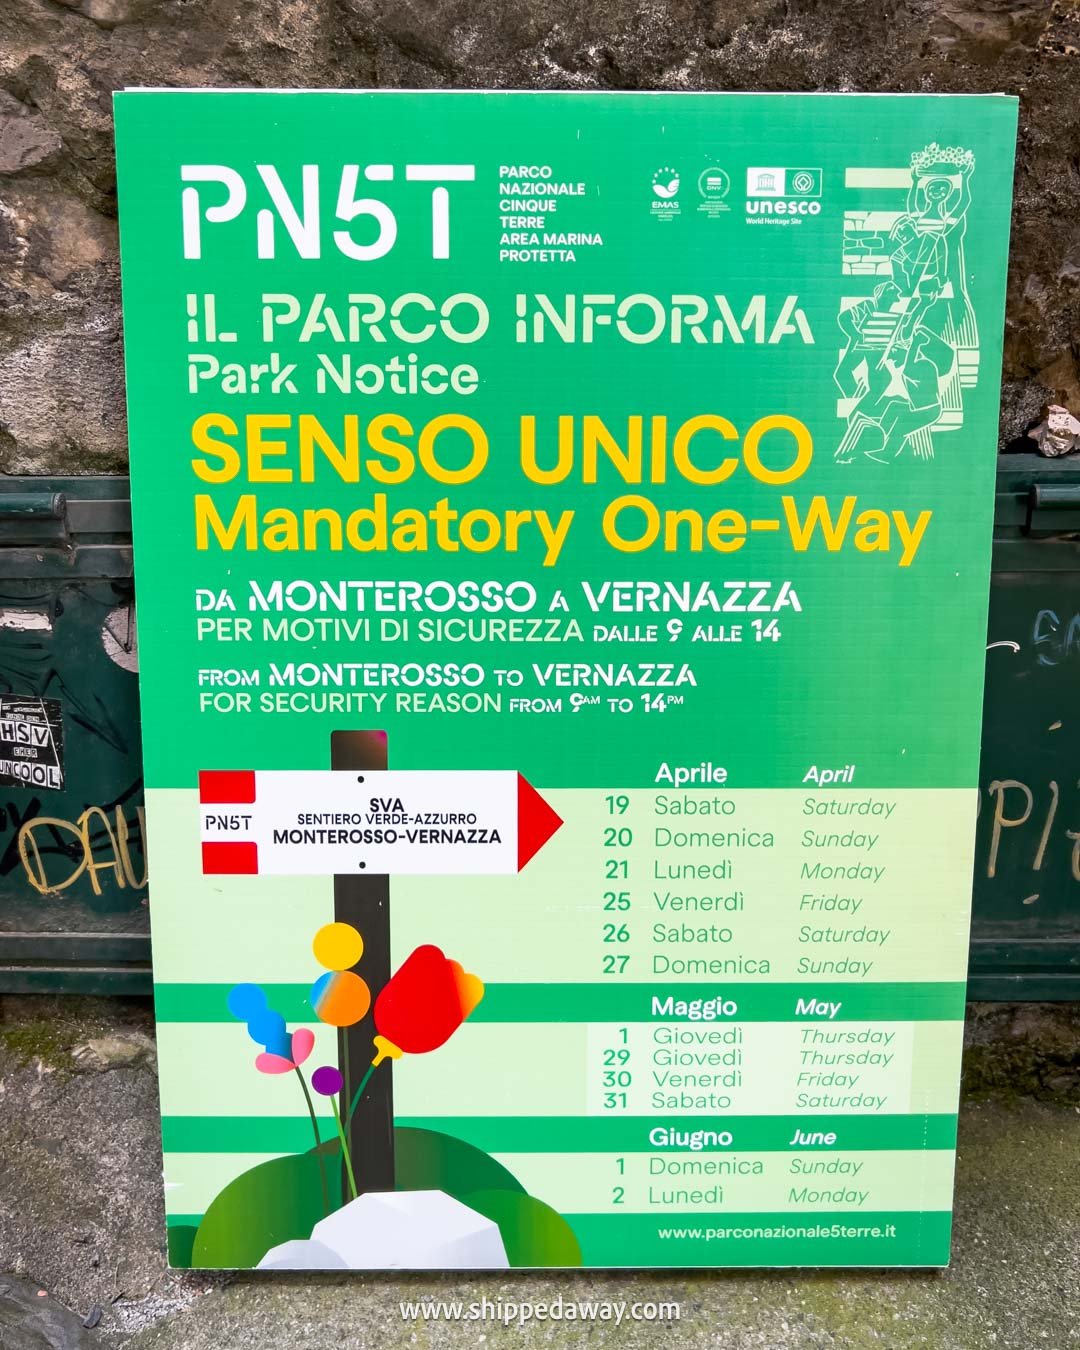 PN5T
PARCO
NAZIONALE
CINQUE
TERRE
AREA MARINA
PROTETTA
EMAS
DNV
unesco
World Heritage Site
IL PARCO INFORMA
Park Notice
SENSO UNICO
Mandatory One-Way
DA MONTEROSSO A VERNAZZA
PER MOTIVI DI SICUREZZA DALLE 9 ALLE 14
FROM MONTEROSSO TO VERNAZZA
FOR SECURITY REASON FROM 9AM TO 14PM
PN5T
SVA
SENTIERO VERDE-AZZURRO
MONTEROSSO-VERNAZZA
Aprile April
19 Sabato Saturday
20 Domenica Sunday
21 Lunedì Monday
25 Venerdì Friday
26 Sabato Saturday
27 Domenica Sunday
Maggio May
1 Giovedì Thursday
29 Giovedì Thursday
30 Venerdì Friday
31 Sabato Saturday
Giugno June
1 Domenica Sunday
2 Lunedì Monday
www.parconazionale5terre.it
HSV
EHER
UNCOOL
www.shippedaway.com